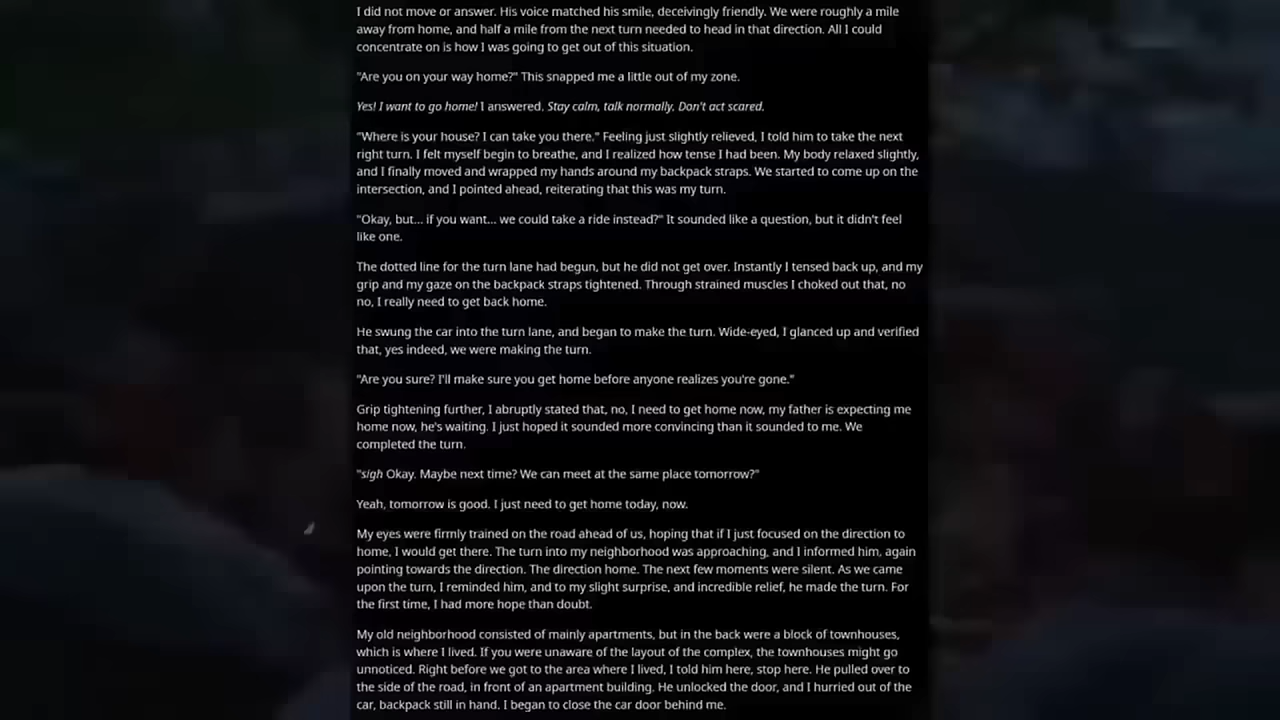 I did not move or answer. His voice matched his smile, deceivingly friendly. We were roughly a mile
away from home, and half a mile from the next turn needed to head in that direction. All I could
concentrate on is how I was going to get out of this situation.
"Are you on your way home?" This snapped me a little out of my zone.
Yes! I want to go home! I answered. Stay calm, talk normally. Don't act scared.
"Where is your house? I can take you there." Feeling just slightly relieved, I told him to take the next
right turn. I felt myself begin to breathe, and I realized how tense I had been. My body relaxed slightly,
and I finally moved and wrapped my hands around my backpack straps. We started to come up on the
intersection, and I pointed ahead, reiterating that this was my turn.
"Okay, but... if you want... we could take a ride instead?" It sounded like a question, but it didn't feel
like one.
The dotted line for the turn lane had begun, but he did not get over. Instantly I tensed back up, and my
grip and my gaze on the backpack straps tightened. Through strained muscles I choked out that, no
no, I really need to get back home.
He swung the car into the turn lane, and began to make the turn. Wide-eyed, I glanced up and verified
that, yes indeed, we were making the turn.
"Are you sure? I'll make sure you get home before anyone realizes you're gone."
Grip tightening further, I abruptly stated that, no, I need to get home now, my father is expecting me
home now, he's waiting. I just hoped it sounded more convincing than it sounded to me. We
completed the turn.
"sigh Okay. Maybe next time? We can meet at the same place tomorrow?"
Yeah, tomorrow is good. I just need to get home today, now.
My eyes were firmly trained on the road ahead of us, hoping that if I just focused on the direction to
home, I would get there. The turn into my neighborhood was approaching, and I informed him, again
pointing towards the direction. The direction home. The next few moments were silent. As we came
upon the turn, I reminded him, and to my slight surprise, and incredible relief, he made the turn. For
the first time, I had more hope than doubt.
My old neighborhood consisted of mainly apartments, but in the back were a block of townhouses,
which is where I lived. If you were unaware of the layout of the complex, the townhouses might go
unnoticed. Right before we got to the area where I lived, I told him here, stop here. He pulled over to
the side of the road, in front of an apartment building. He unlocked the door, and I hurried out of the
car, backpack still in hand. I began to close the car door behind me.